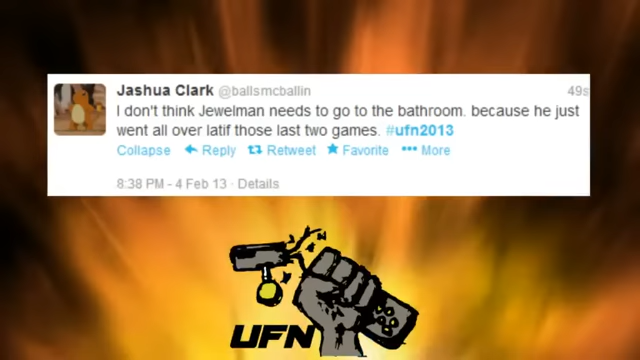 Jashua Clark @ballsmcballin 49s
I don't think Jewelman needs to go to the bathroom. because he just
went all over latif those last two games. #ufn2013
Collapse Reply Retweet Favorite More
8:38 PM - 4 Feb 13 · Details
UFN